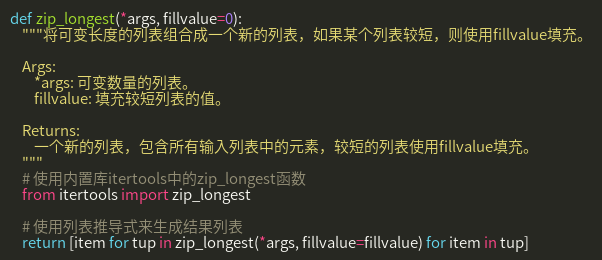 def zip_longest(*args, fillvalue=0):
"""将可变长度的列表组合成一个新的列表，如果某个列表较短，则使用fillvalue填充。
Args:
*args: 可变数量的列表。
fillvalue: 填充较短列表的值。
Returns:
一个新的列表，包含所有输入列表中的元素，较短的列表使用fillvalue填充。
"""
# 使用内置库itertools中的zip_longest函数
from itertools import zip_longest
# 使用列表推导式来生成结果列表
return [item for tup in zip_longest(*args, fillvalue=fillvalue) for item in tup]